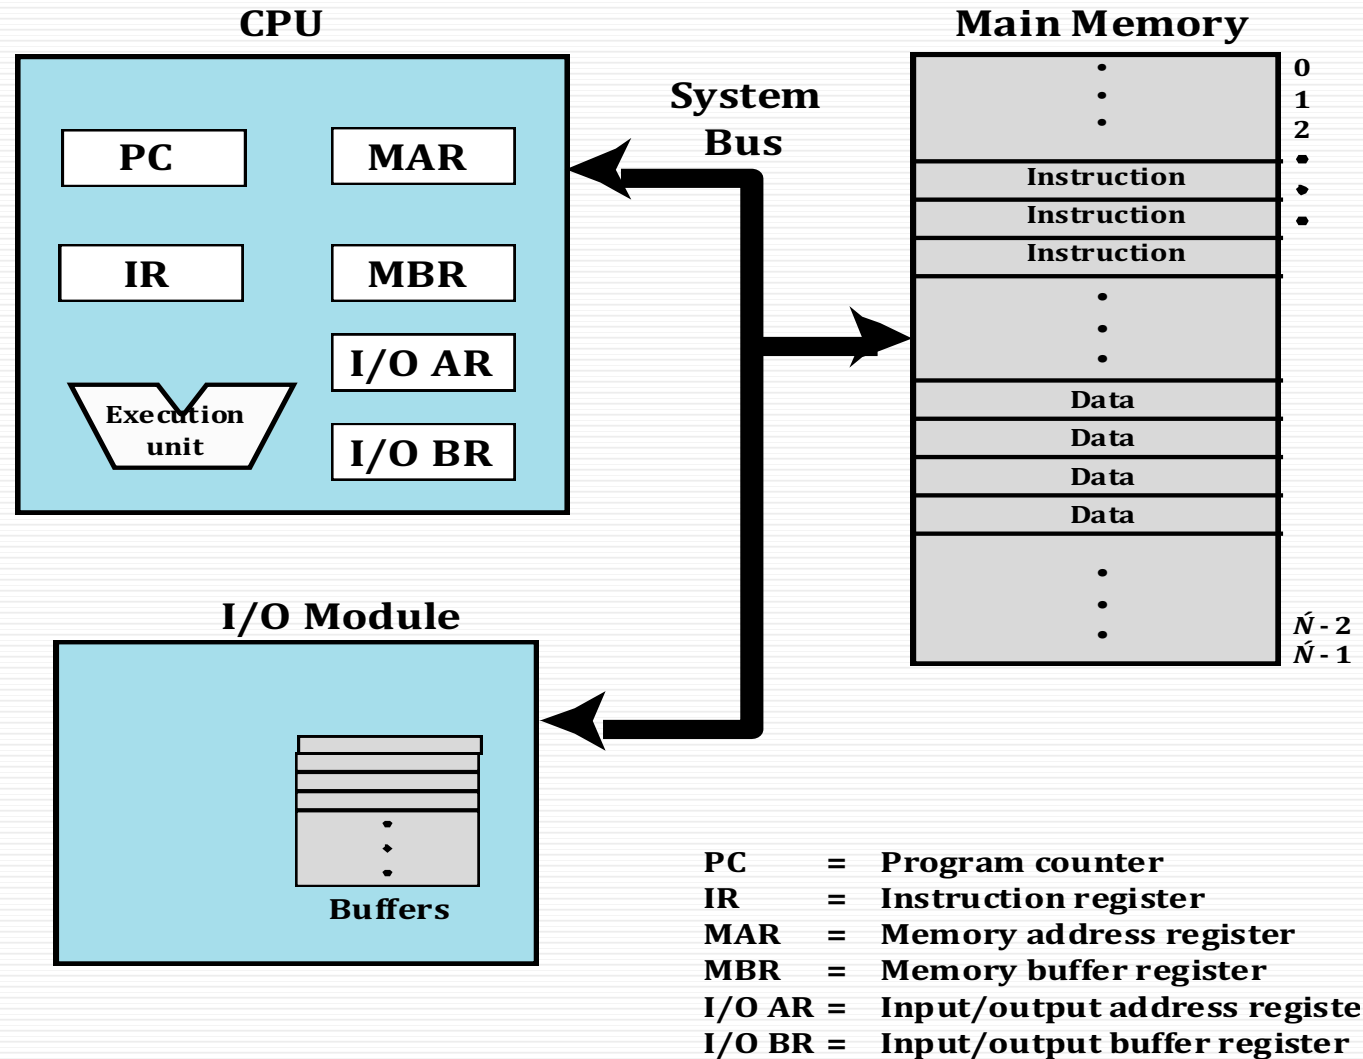 CPU
PC
MAR
IR
MBR
I/O AR
I/O BR
Execution
unit
System
Bus
Main Memory
0
1
2
Instruction
Instruction
Instruction
Data
Data
Data
Data
Ń - 2
Ń - 1
I/O Module
Buffers
PC = Program counter
IR = Instruction register
MAR = Memory address register
MBR = Memory buffer register
I/O AR = Input/output address registe
I/O BR = Input/output buffer register